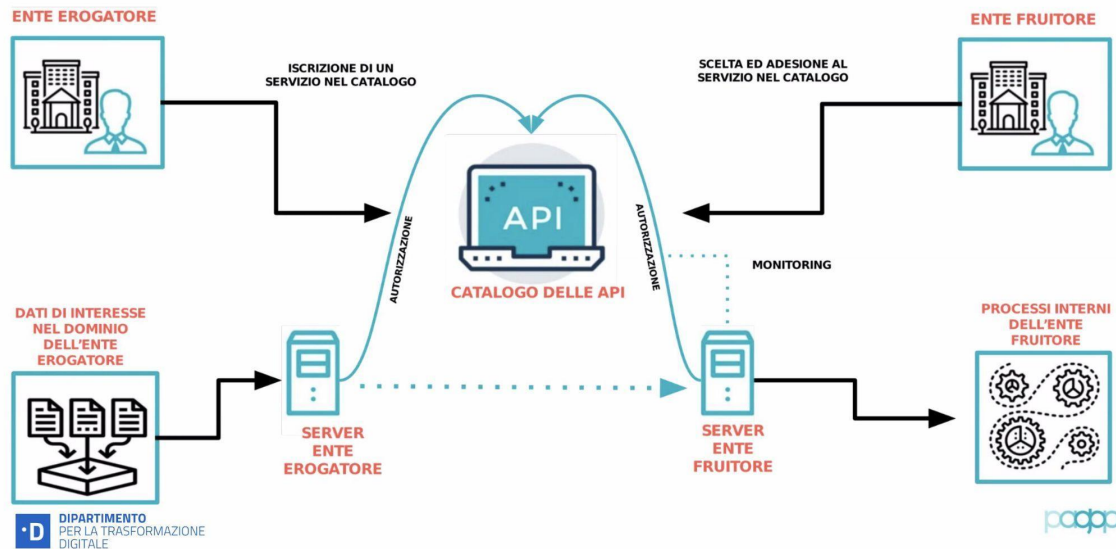 ENTE EROGATORE
ENTE FRUITORE
ISCRIZIONE DI UN
SERVIZIO NEL CATALOGO
SCELTA ED ADESIONE AL
SERVIZIO NEL CATALOGO
API
AUTORIZZAZIONE
AUTORIZZAZIONE
MONITORING
CATALOGO DELLE API
DATI DI INTERESSE
NEL DOMINIO
DELL'ENTE
EROGATORE
PROCESSI INTERNI
DELL'ENTE
FRUITORE
SERVER
ENTE
EROGATORE
SERVER
ENTE
FRUITORE
·D
DIPARTIMENTO
PER LA TRASFORMAZIONE
DIGITALE